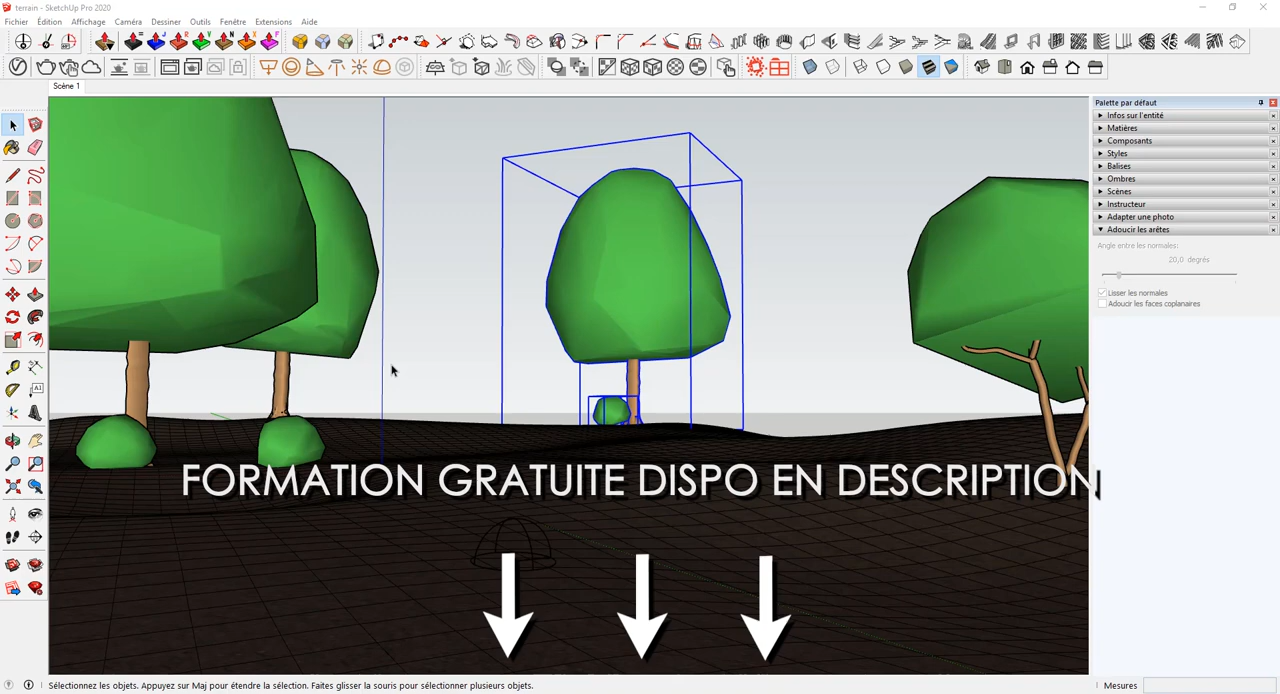 terrain - SketchUp Pro 2020
Fichier Édition Affichage Caméra Dessiner Outils Fenêtre Extensions Aide
Scène 1
Palette par défaut
Infos sur l'entité
Matières
Composants
Styles
Balises
Ombres
Scènes
Instructeur
Adapter une photo
Adoucir les arêtes
Angle entre les normales:
20,0 degrés
Lisser les normales
Adoucir les faces coplanaires
FORMATION GRATUITE DISPO EN DESCRIPTION
Sélectionnez les objets. Appuyez sur Maj pour étendre la sélection. Faites glisser la souris pour sélectionner plusieurs objets.
Mesures